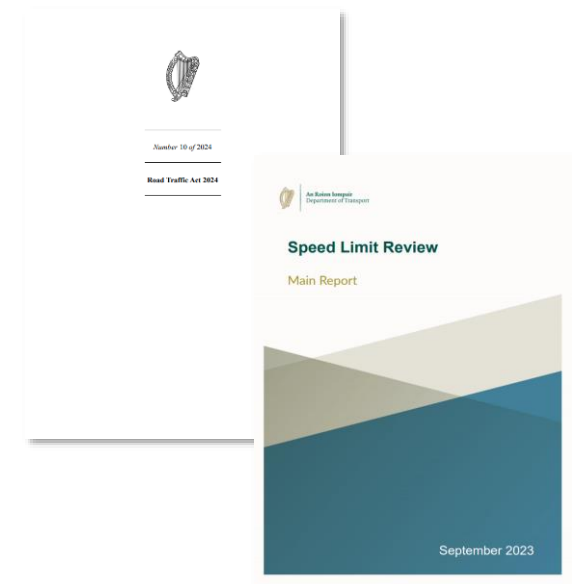 Number 10 of 2024
Road Traffic Act 2024
An Roinn Iompair
Department of Transport
Speed Limit Review
Main Report
September 2023